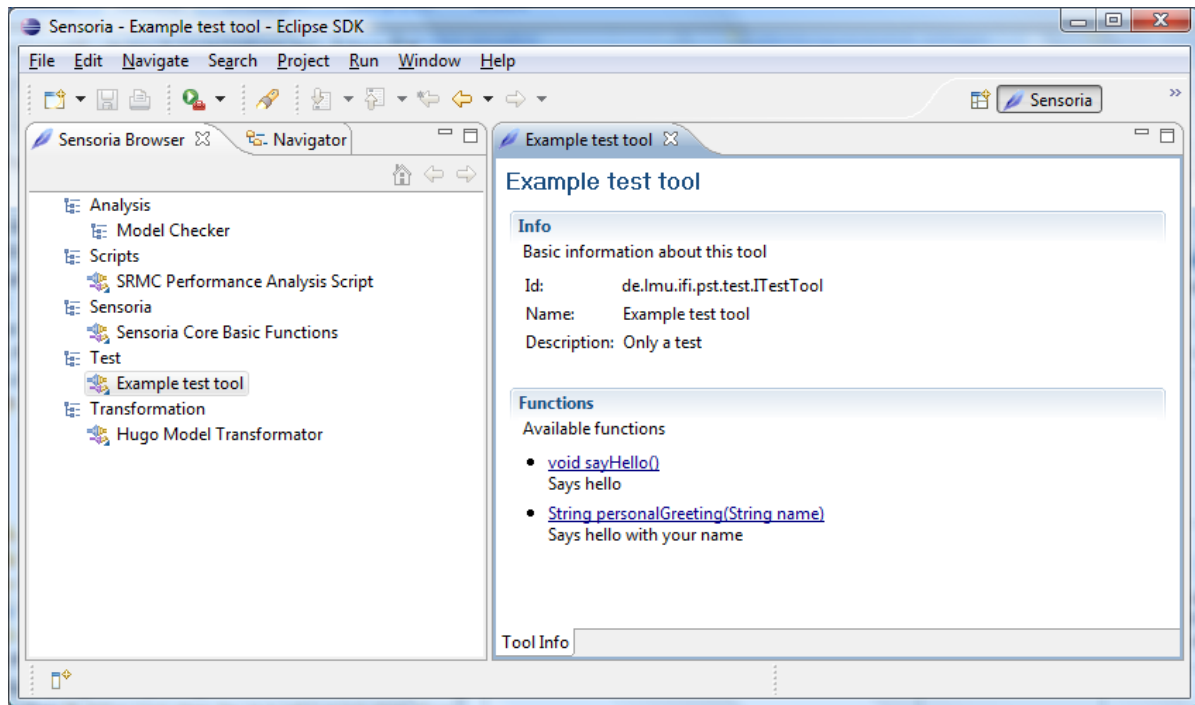 Sensoria - Example test tool - Eclipse SDK
File Edit Navigate Search Project Run Window Help
Sensoria
Sensoria Browser Navigator
Analysis
Model Checker
Scripts
SRMC Performance Analysis Script
Sensoria
Sensoria Core Basic Functions
Test
Example test tool
Transformation
Hugo Model Transformator
Example test tool
Example test tool
Info
Basic information about this tool
Id: de.lmu.ifi.pst.test.ITestTool
Name: Example test tool
Description: Only a test
Functions
Available functions
• void sayHello()
Says hello
• String personalGreeting(String name)
Says hello with your name
Tool Info